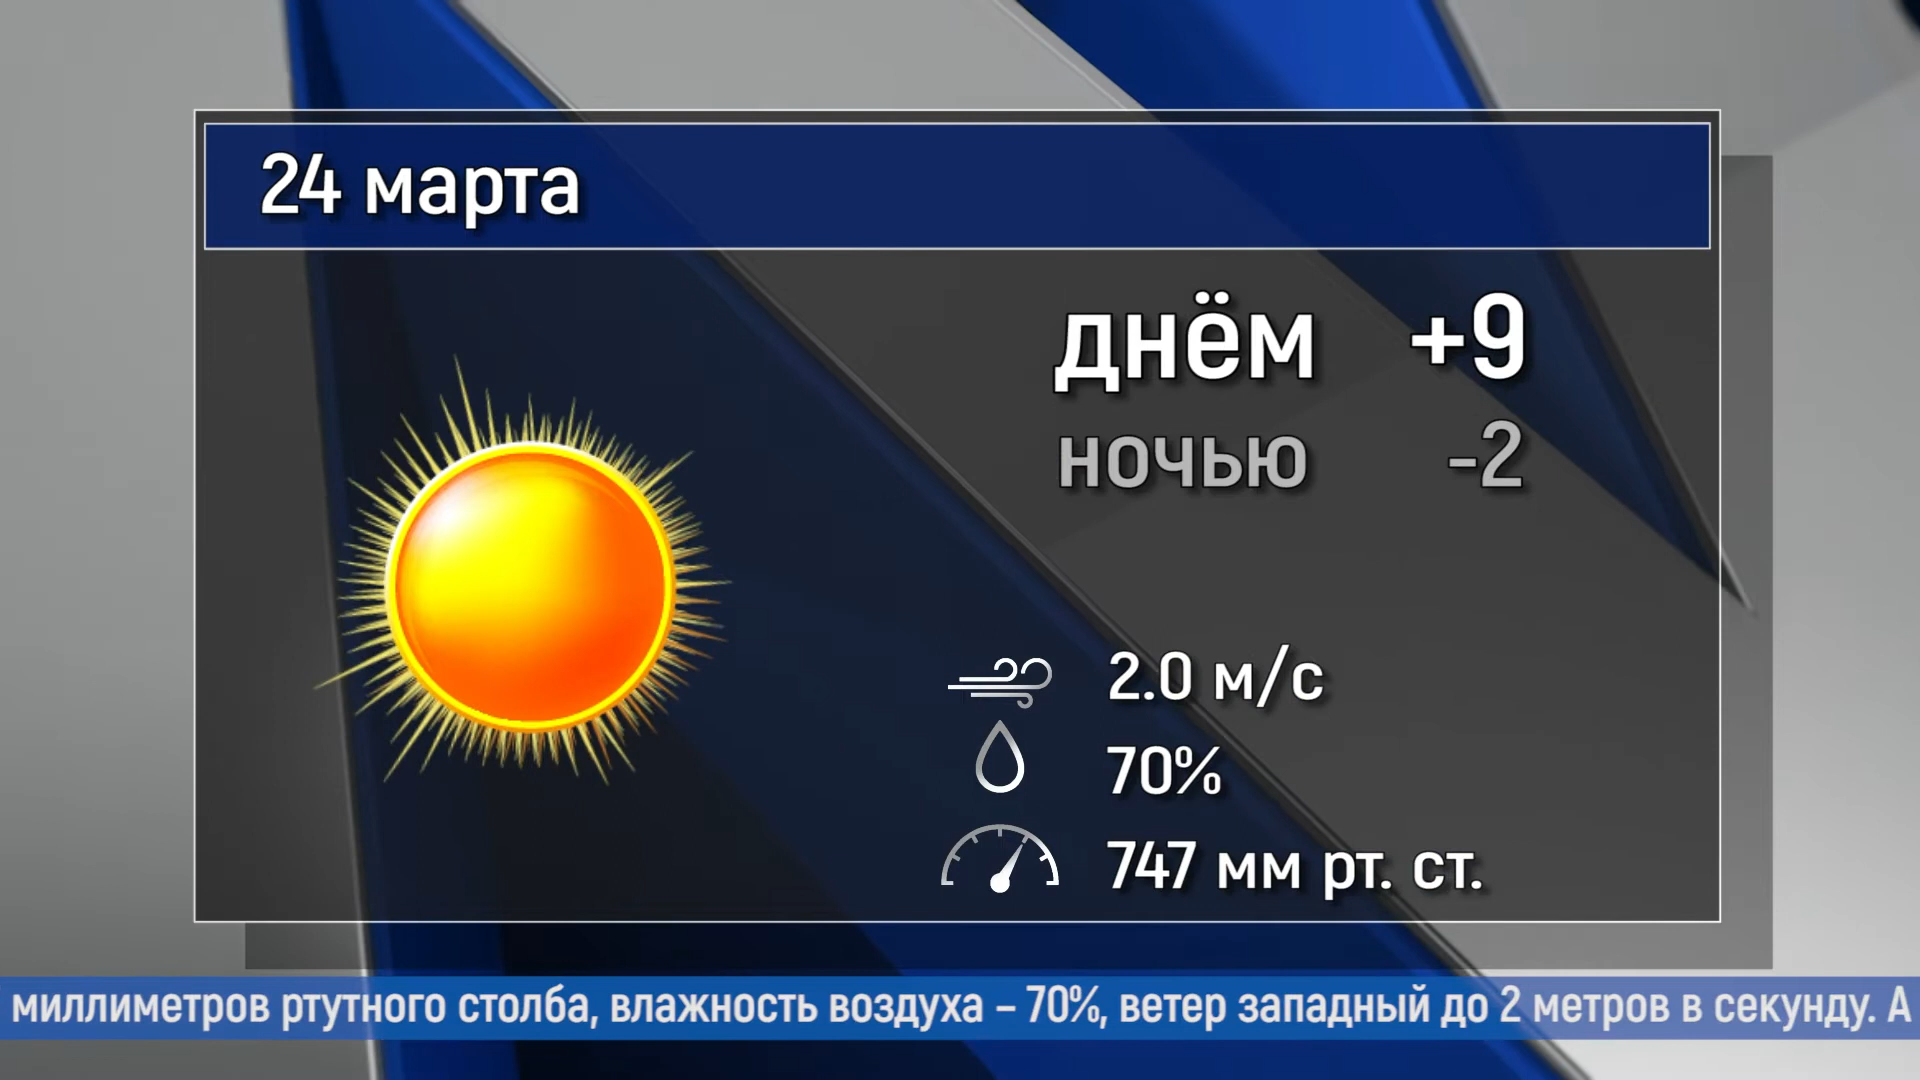 24 марта
днём +9
ночью -2
2.0 м/с
70%
747 мм рт. ст.
миллиметров ртутного столба, влажность воздуха – 70%, ветер западный до 2 метров в секунду. А